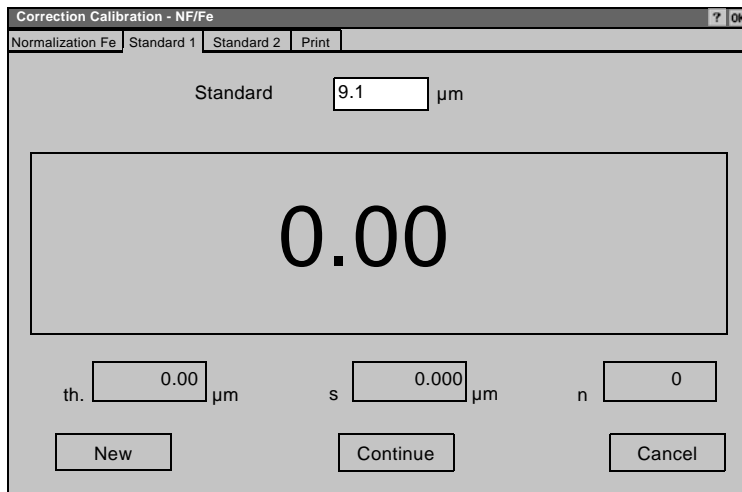 Correction Calibration - NF/Fe ? OK
Normalization Fe Standard 1 Standard 2 Print
Standard 9.1 µm
0.00
th. 0.00 µm s 0.000 µm n 0
New Continue Cancel